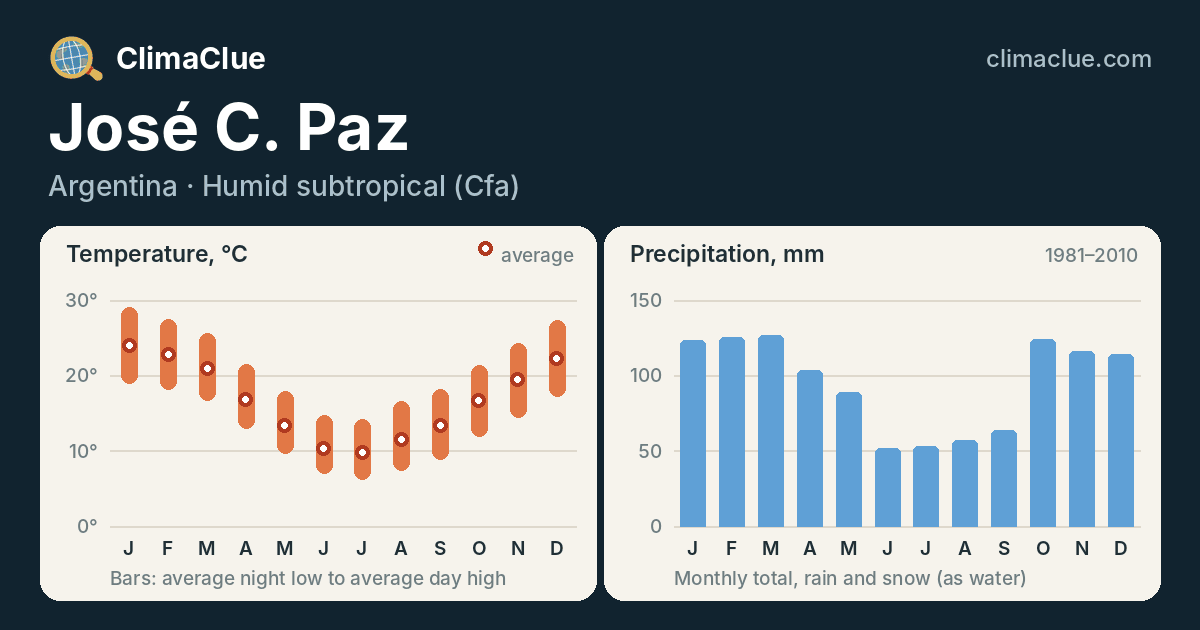 ClimaClue
climaclue.com
José C. Paz
Argentina · Humid subtropical (Cfa)
Temperature, °C
average
30°
20°
10°
0°
J F M A M J J A S O N D
Bars: average night low to average day high
Precipitation, mm
1981–2010
150
100
50
0
J F M A M J J A S O N D
Monthly total, rain and snow (as water)